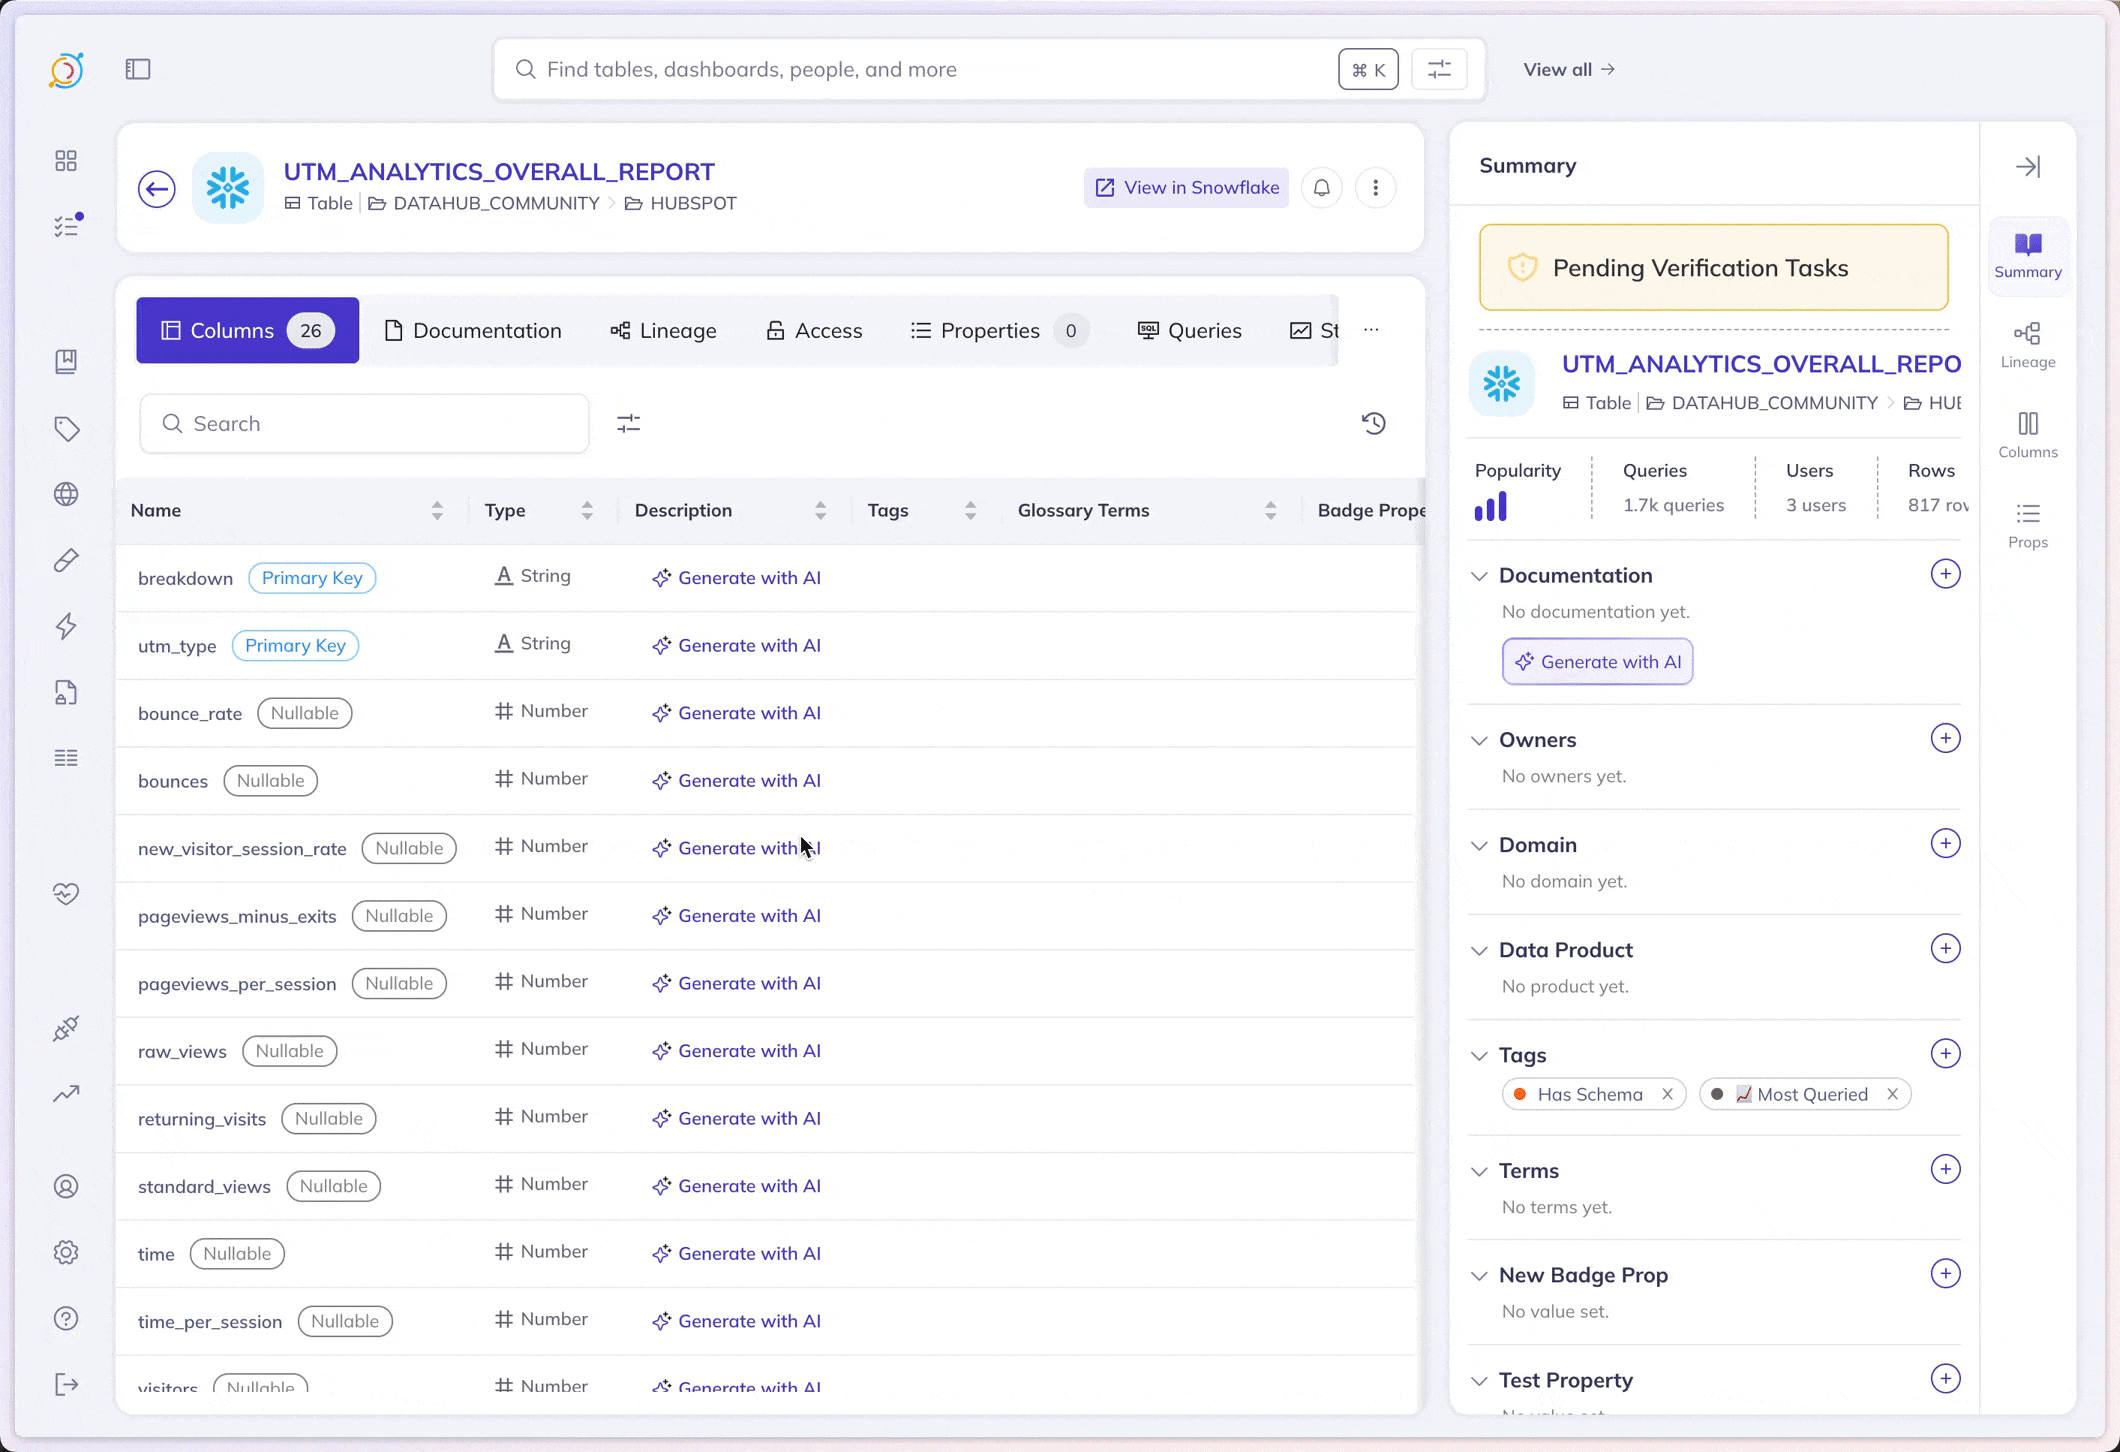 Find tables, dashboards, people, and more
⌘ K
View all →
UTM_ANALYTICS_OVERALL_REPORT
Table | DATAHUB_COMMUNITY > HUBSPOT
View in Snowflake
Columns 26
Documentation
Lineage
Access
Properties 0
Queries
St
...
Search
Name Type Description Tags Glossary Terms Badge Prope
breakdown Primary Key String Generate with AI
utm_type Primary Key String Generate with AI
bounce_rate Nullable Number Generate with AI
bounces Nullable Number Generate with AI
new_visitor_session_rate Nullable Number Generate with AI
pageviews_minus_exits Nullable Number Generate with AI
pageviews_per_session Nullable Number Generate with AI
raw_views Nullable Number Generate with AI
returning_visits Nullable Number Generate with AI
standard_views Nullable Number Generate with AI
time Nullable Number Generate with AI
time_per_session Nullable Number Generate with AI
visitors Nullable Number Generate with AI
Summary
Pending Verification Tasks
UTM_ANALYTICS_OVERALL_REPO
Table | DATAHUB_COMMUNITY > HUB
Popularity Queries Users Rows
1.7k queries 3 users 817 rov
Documentation
No documentation yet.
Generate with AI
Owners
No owners yet.
Domain
No domain yet.
Data Product
No product yet.
Tags
Has Schema X Most Queried X
Terms
No terms yet.
New Badge Prop
No value set.
Test Property
No value set.
Summary
Lineage
Columns
Props